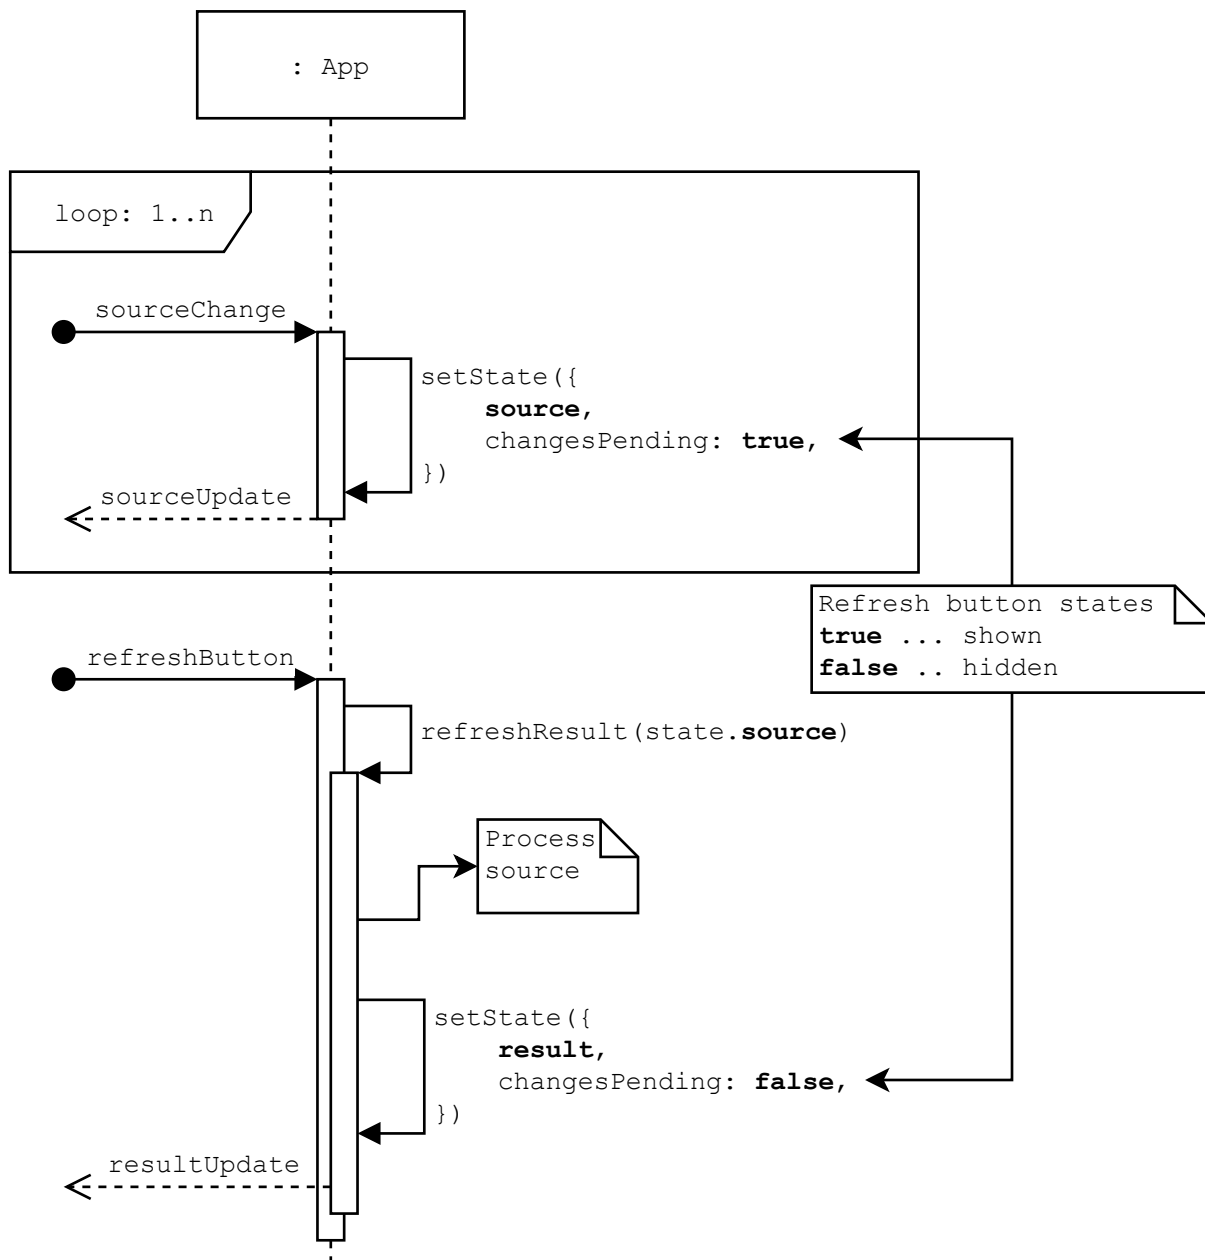 : App
loop: 1..n
sourceChange
setState({
source,
changesPending: true,
})
sourceUpdate
Refresh button states
true ... shown
false .. hidden
refreshButton
refreshResult(state.source)
Process
source
setState({
result,
changesPending: false,
})
resultUpdate